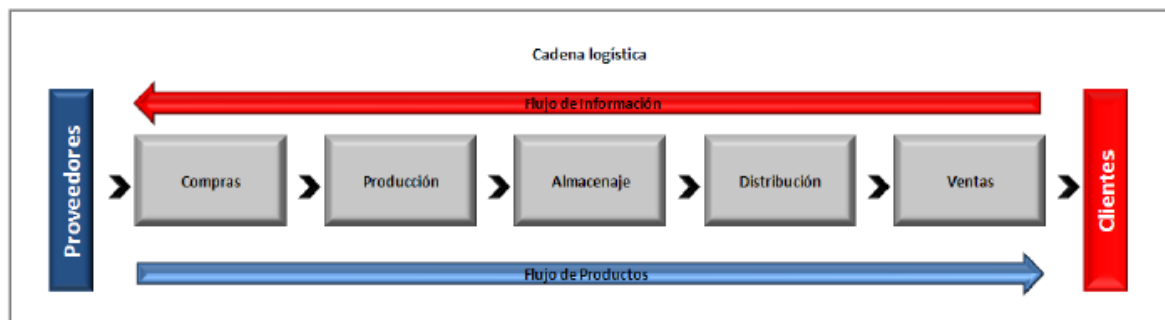 Cadena logística
Flujo de Información
Proveedores
Compras
Producción
Almacenaje
Distribución
Ventas
Clientes
Flujo de Productos